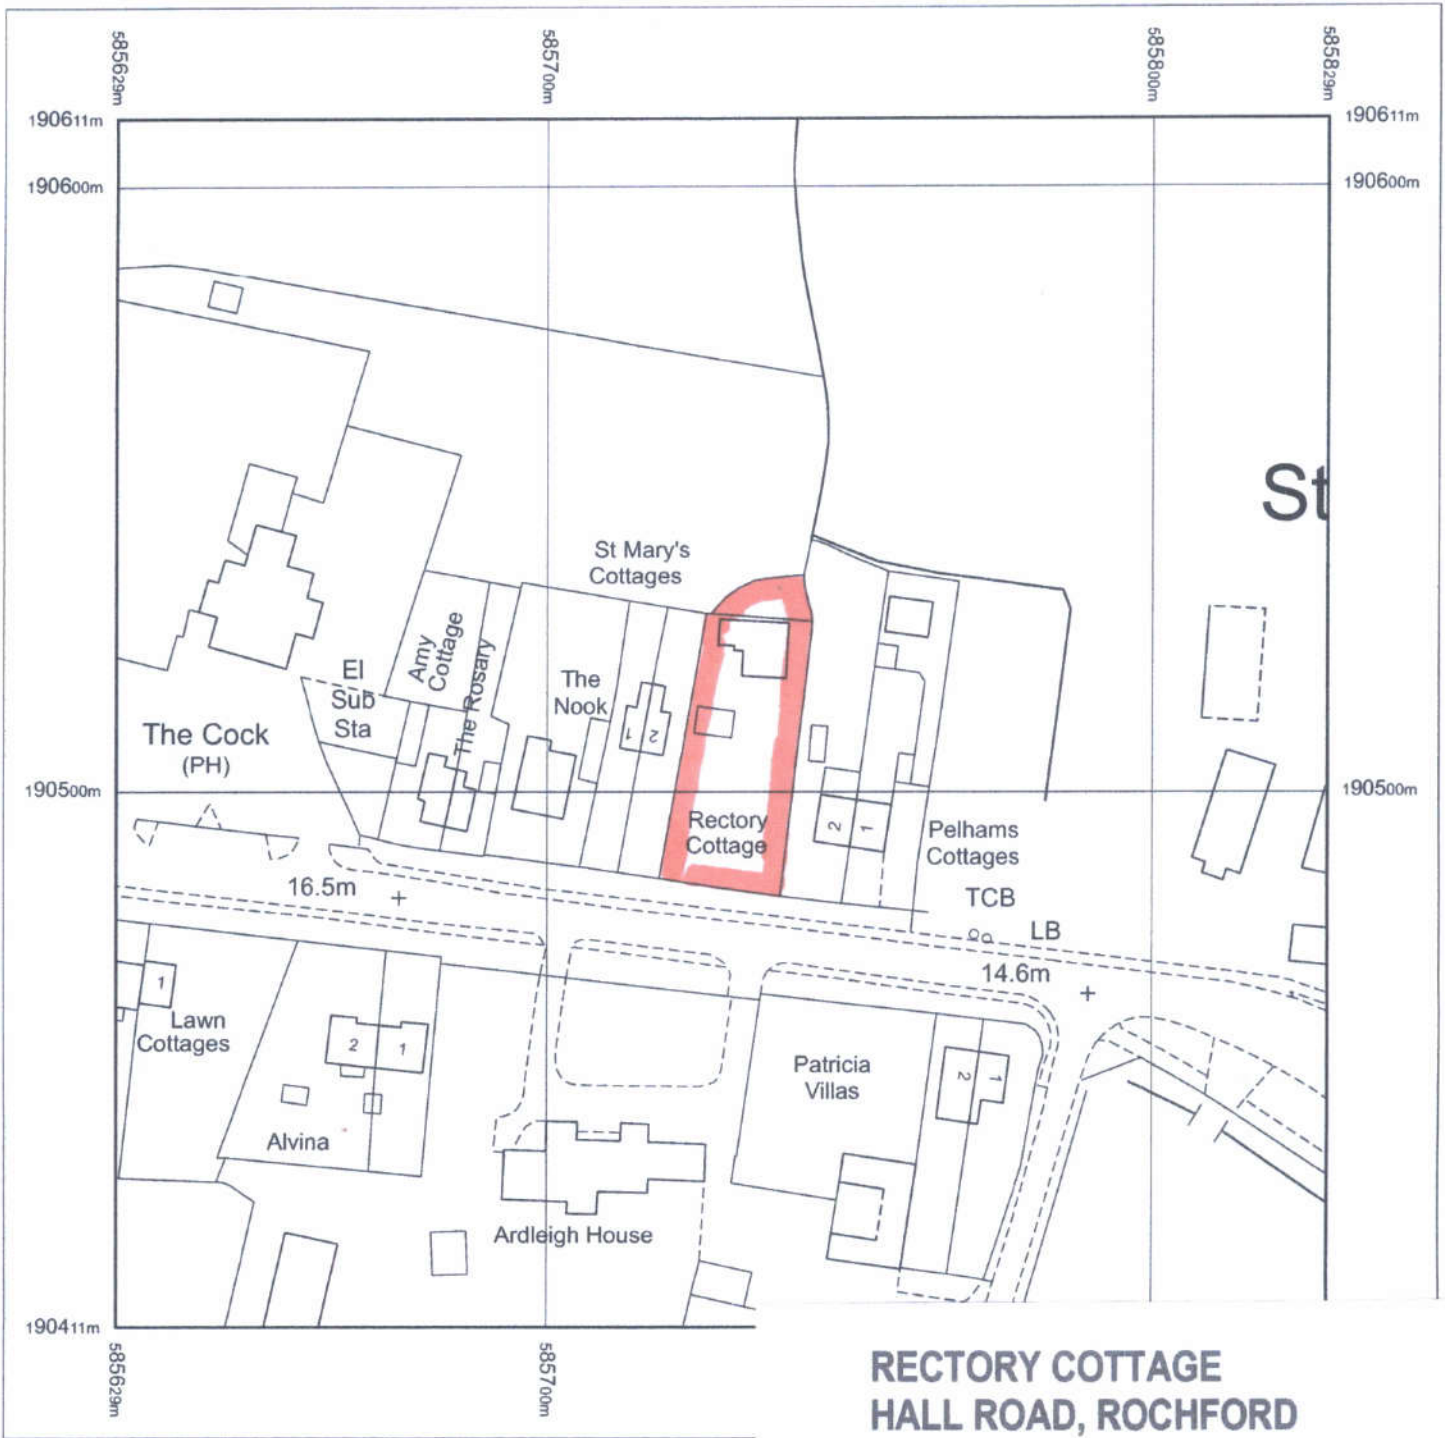 585629m
585700m
585800m
585829m
190611m
190611m
190600m
190600m
St
St Mary's
Cottages
Amy
Cottage
The Rosary
El
Sub
Sta
The
Nook
The Cock
(PH)
1
2
190500m
190500m
Rectory
Cottage
2
1
Pelhams
Cottages
16.5m
TCB
LB
14.6m
1
Lawn
Cottages
2
1
Patricia
Villas
2
1
Alvina
Ardleigh House
190411m
585629m
585700m
RECTORY COTTAGE
HALL ROAD, ROCHFORD